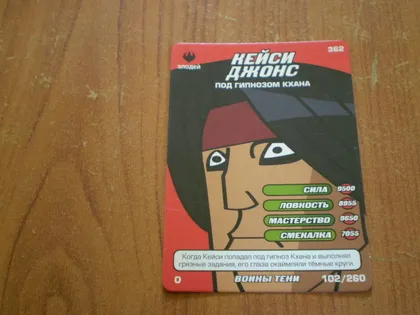 362
ЗЛОДЕЙ
КЕЙСИ
ДЖОНС
ПОД ГИПНОЗОМ КХАНА
СИЛА 9500
ЛОВКОСТЬ 8955
МАСТЕРСТВО 9650
СМЕКАЛКА 7055
Когда Кейси попадал под гипноз Кхана и выполнял
грязные задания, его глаза окаймляли тёмные круги.
0 ВОИНЫ ТЕНИ 102/260